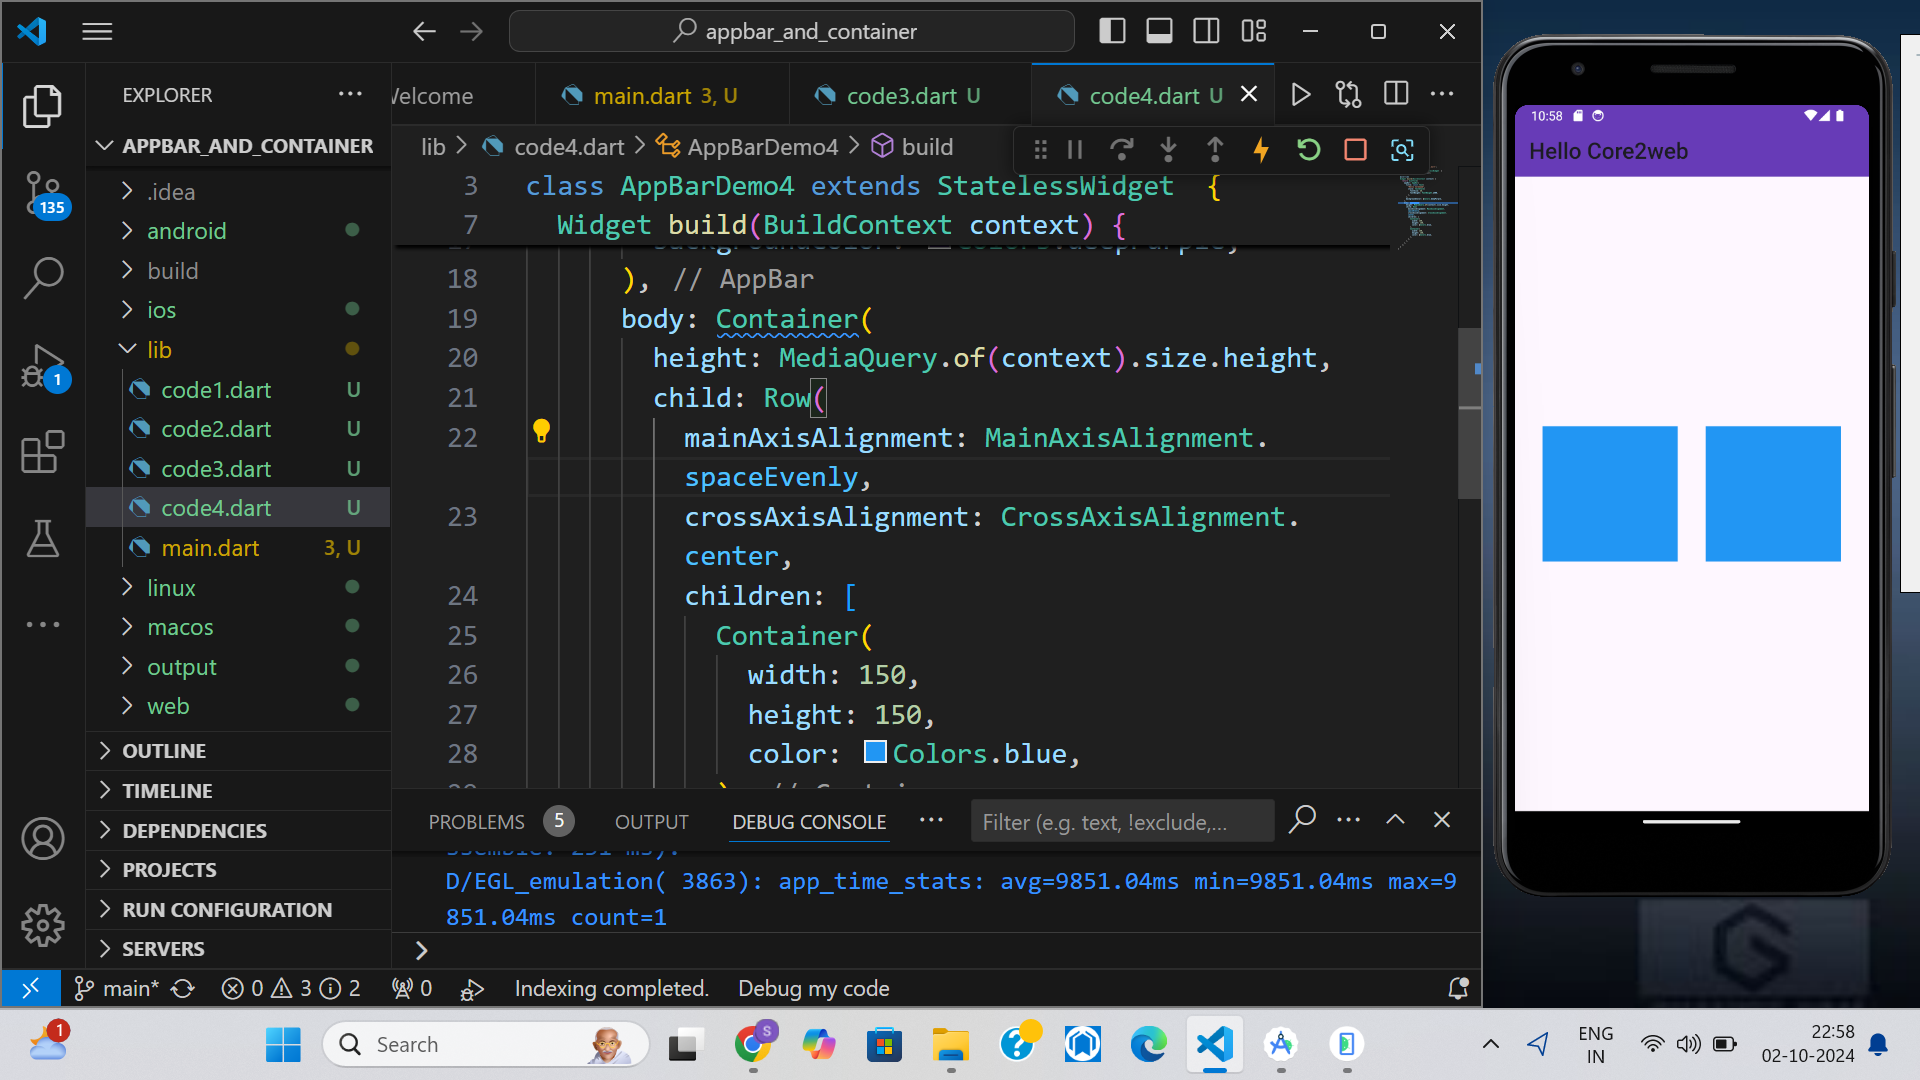 appbar_and_container
EXPLORER
Welcome
main.dart 3, U
code3.dart U
code4.dart U
APPBAR_AND_CONTAINER
lib > code4.dart > AppBarDemo4 > build
.idea
android
build
ios
lib
code1.dart U
code2.dart U
code3.dart U
code4.dart U
main.dart 3, U
linux
macos
output
web
OUTLINE
TIMELINE
DEPENDENCIES
PROJECTS
RUN CONFIGURATION
SERVERS
135
1
3 class AppBarDemo4 extends StatelessWidget {
7 Widget build(BuildContext context) {
18 ), // AppBar
19 body: Container(
20 height: MediaQuery.of(context).size.height,
21 child: Row(
22 mainAxisAlignment: MainAxisAlignment.
spaceEvenly,
23 crossAxisAlignment: CrossAxisAlignment.
center,
24 children: [
25 Container(
26 width: 150,
27 height: 150,
28 color: Colors.blue,
PROBLEMS 5 OUTPUT DEBUG CONSOLE
Filter (e.g. text, !exclude,...
D/EGL_emulation( 3863): app_time_stats: avg=9851.04ms min=9851.04ms max=9
851.04ms count=1
main* 0 3 2 0 Indexing completed. Debug my code
10:58
Hello Core2web
1
Search
S
ENG
IN
22:58
02-10-2024